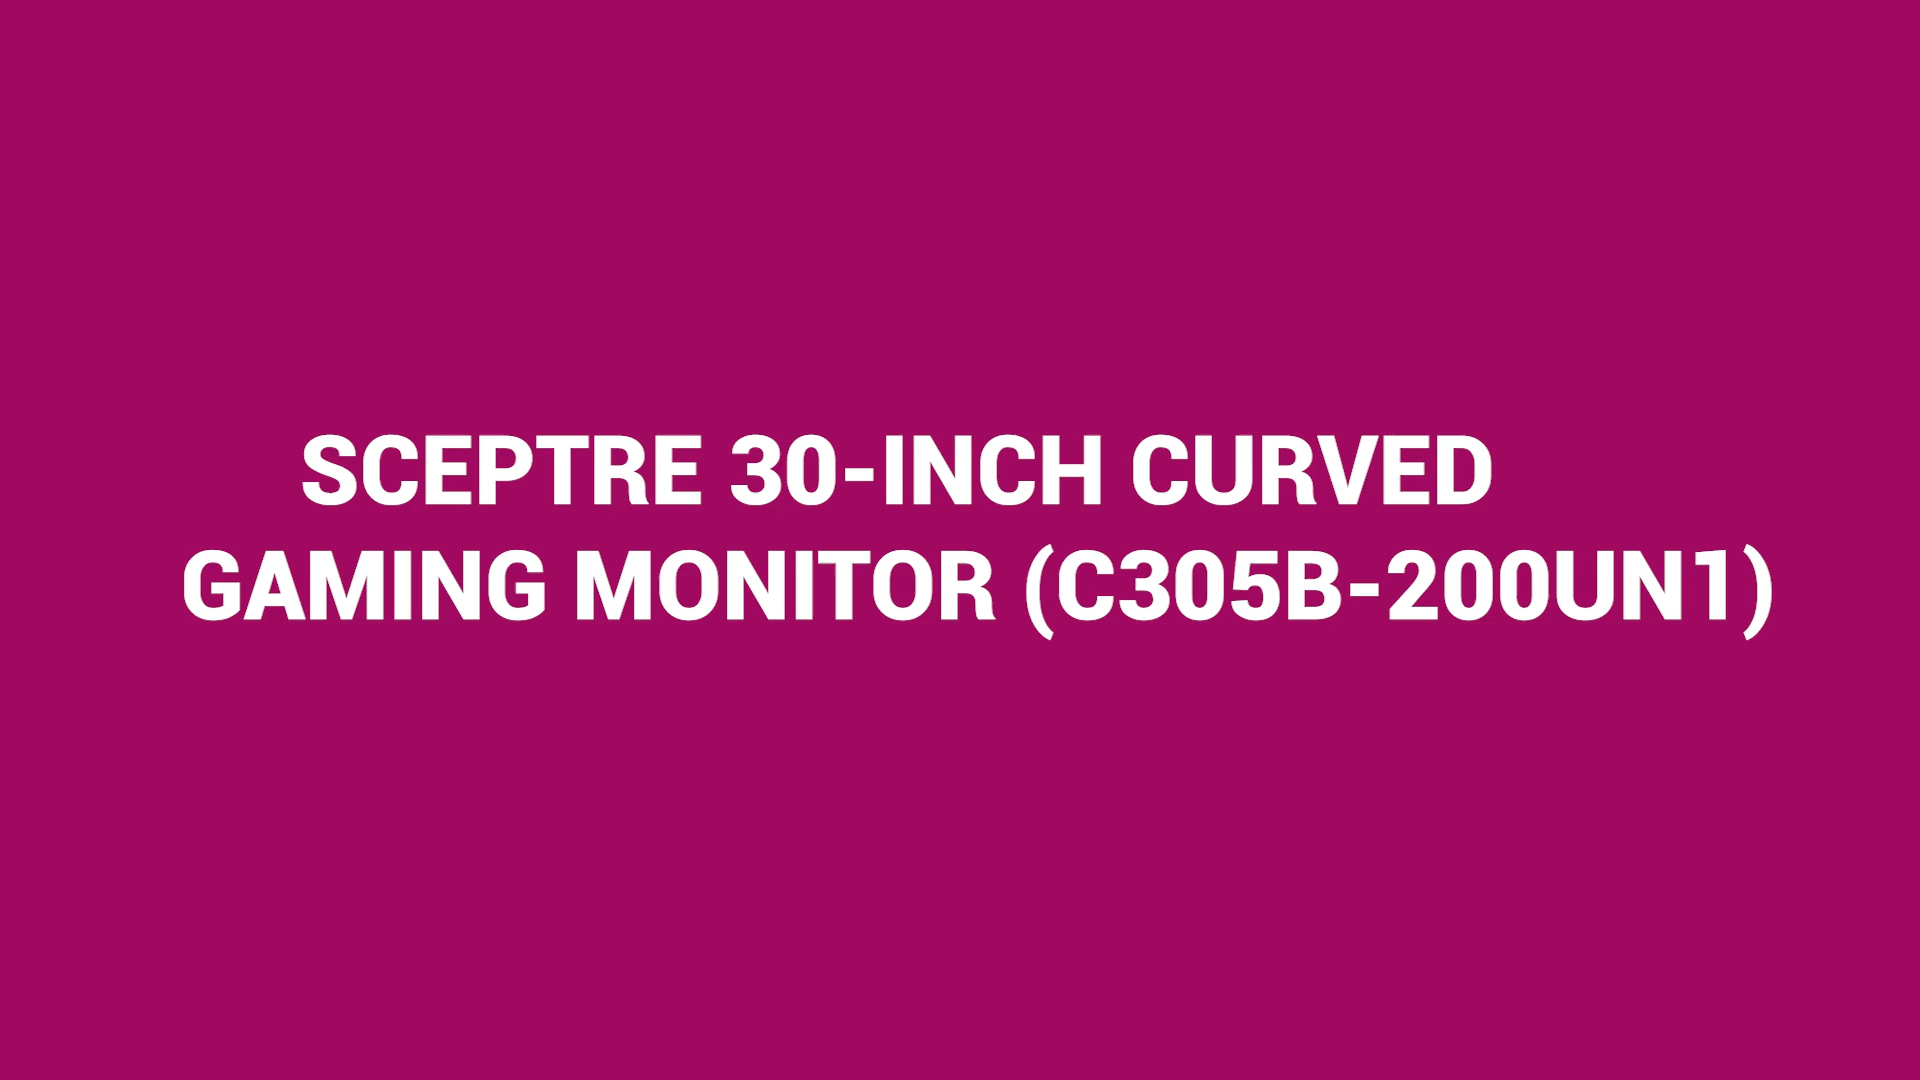 SCEPTRE 30-INCH CURVED
GAMING MONITOR (C305B-200UN1)